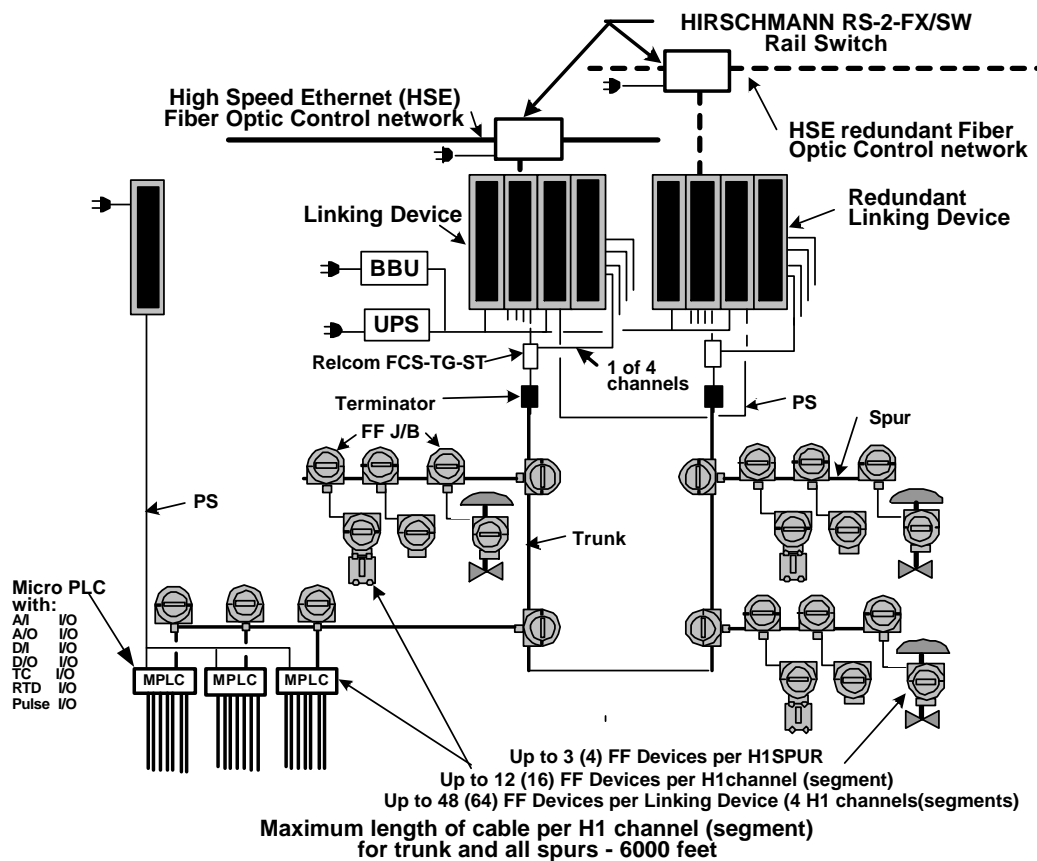 HIRSCHMANN RS-2-FX/SW
Rail Switch
High Speed Ethernet (HSE)
Fiber Optic Control network
HSE redundant Fiber
Optic Control network
Linking Device
Redundant
Linking Device
BBU
UPS
Relcom FCS-TG-ST
1 of 4
channels
Terminator
PS
FF J/B
Spur
PS
Trunk
Micro PLC
with:
A/I I/O
A/O I/O
D/I I/O
D/O I/O
TC I/O
RTD I/O
Pulse I/O
MPLC
MPLC
MPLC
Up to 3 (4) FF Devices per H1SPUR
Up to 12 (16) FF Devices per H1channel (segment)
Up to 48 (64) FF Devices per Linking Device (4 H1 channels(segments)
Maximum length of cable per H1 channel (segment)
for trunk and all spurs - 6000 feet